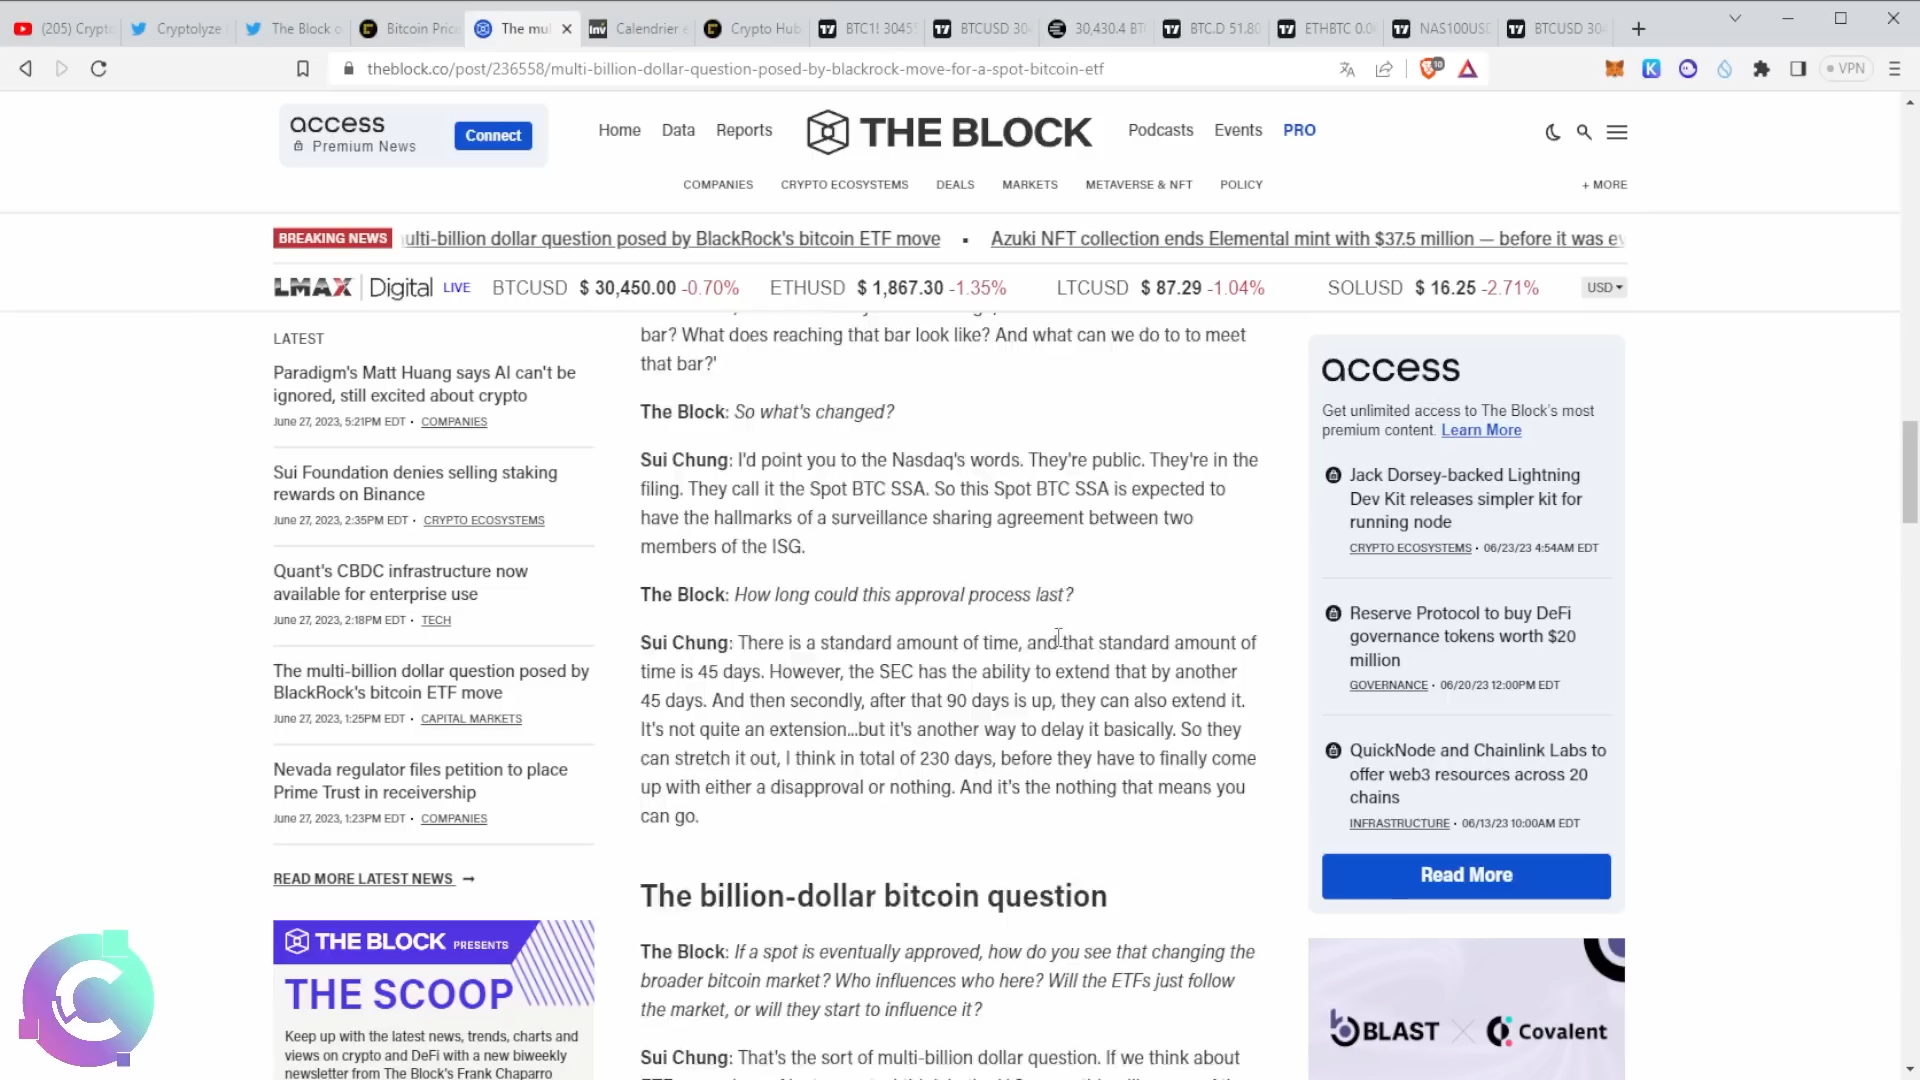 (205) Crypto
Cryptolyze
The Block o
Bitcoin Pric
The mul
Calendrier
Crypto Hub
BTC1! 3045
BTCUSD 304
30,430.4 BT
BTC.D 51.80
ETHBTC 0.0
NAS100USD
BTCUSD 304
theblock.co/post/236558/multi-billion-dollar-question-posed-by-blackrock-move-for-a-spot-bitcoin-etf
VPN
access
Premium News
Connect
Home
Data
Reports
THE BLOCK
Podcasts
Events
PRO
COMPANIES
CRYPTO ECOSYSTEMS
DEALS
MARKETS
METAVERSE & NFT
POLICY
+ MORE
BREAKING NEWS
ulti-billion dollar question posed by BlackRock's bitcoin ETF move
Azuki NFT collection ends Elemental mint with $37.5 million — before it was ev
LMAX Digital LIVE
BTCUSD $ 30,450.00 -0.70%
ETHUSD $ 1,867.30 -1.35%
LTCUSD $ 87.29 -1.04%
SOLUSD $ 16.25 -2.71%
USD
LATEST
Paradigm's Matt Huang says AI can't be
ignored, still excited about crypto
June 27, 2023, 5:21PM EDT • COMPANIES
Sui Foundation denies selling staking
rewards on Binance
June 27, 2023, 2:35PM EDT • CRYPTO ECOSYSTEMS
Quant's CBDC infrastructure now
available for enterprise use
June 27, 2023, 2:18PM EDT • TECH
The multi-billion dollar question posed by
BlackRock's bitcoin ETF move
June 27, 2023, 1:25PM EDT • CAPITAL MARKETS
Nevada regulator files petition to place
Prime Trust in receivership
June 27, 2023, 1:23PM EDT • COMPANIES
READ MORE LATEST NEWS →
THE BLOCK PRESENTS
THE SCOOP
Keep up with the latest news, trends, charts and
views on crypto and DeFi with a new biweekly
newsletter from The Block's Frank Chaparro
bar? What does reaching that bar look like? And what can we do to to meet
that bar?'
The Block: So what's changed?
Sui Chung: I'd point you to the Nasdaq's words. They're public. They're in the
filing. They call it the Spot BTC SSA. So this Spot BTC SSA is expected to
have the hallmarks of a surveillance sharing agreement between two
members of the ISG.
The Block: How long could this approval process last?
Sui Chung: There is a standard amount of time, and that standard amount of
time is 45 days. However, the SEC has the ability to extend that by another
45 days. And then secondly, after that 90 days is up, they can also extend it.
It's not quite an extension...but it's another way to delay it basically. So they
can stretch it out, I think in total of 230 days, before they have to finally come
up with either a disapproval or nothing. And it's the nothing that means you
can go.
The billion-dollar bitcoin question
The Block: If a spot is eventually approved, how do you see that changing the
broader bitcoin market? Who influences who here? Will the ETFs just follow
the market, or will they start to influence it?
Sui Chung: That's the sort of multi-billion dollar question. If we think about
access
Get unlimited access to The Block's most
premium content. Learn More
Jack Dorsey-backed Lightning
Dev Kit releases simpler kit for
running node
CRYPTO ECOSYSTEMS • 06/23/23 4:54AM EDT
Reserve Protocol to buy DeFi
governance tokens worth $20
million
GOVERNANCE • 06/20/23 12:00PM EDT
QuickNode and Chainlink Labs to
offer web3 resources across 20
chains
INFRASTRUCTURE • 06/13/23 10:00AM EDT
Read More
BLAST
Covalent